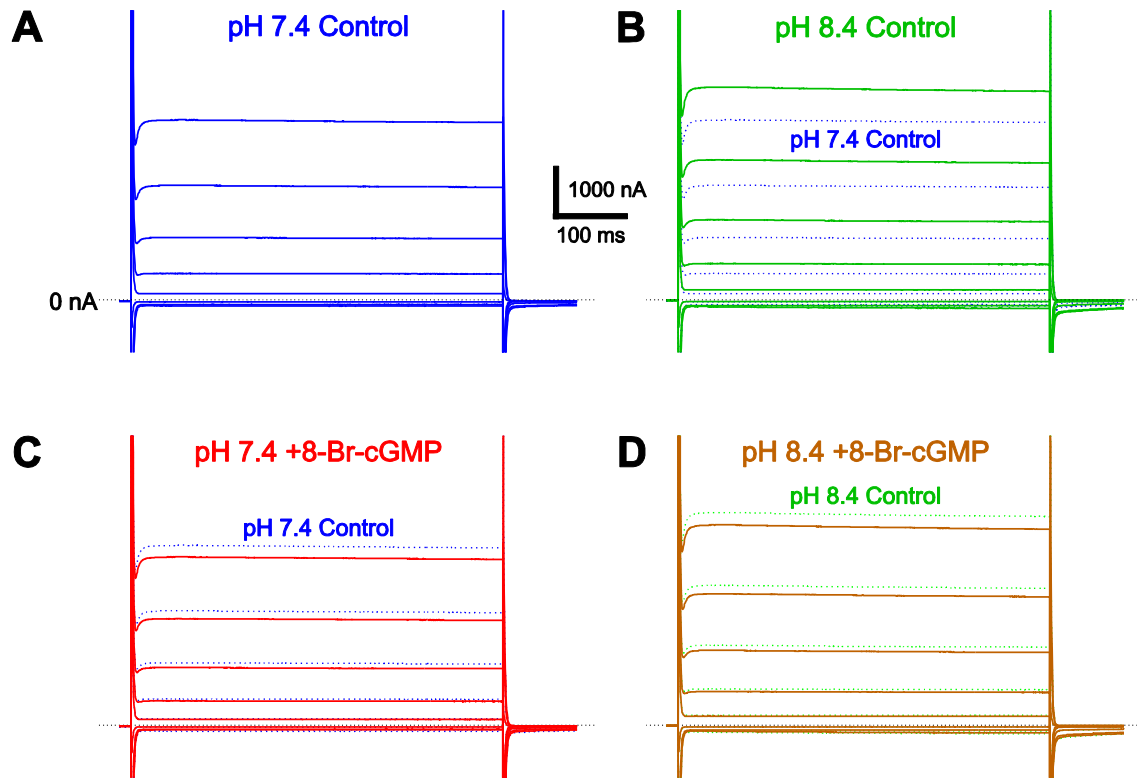 A
pH 7.4 Control
B
pH 8.4 Control
pH 7.4 Control
1000 nA
100 ms
0 nA
C
pH 7.4 +8-Br-cGMP
pH 7.4 Control
D
pH 8.4 +8-Br-cGMP
pH 8.4 Control